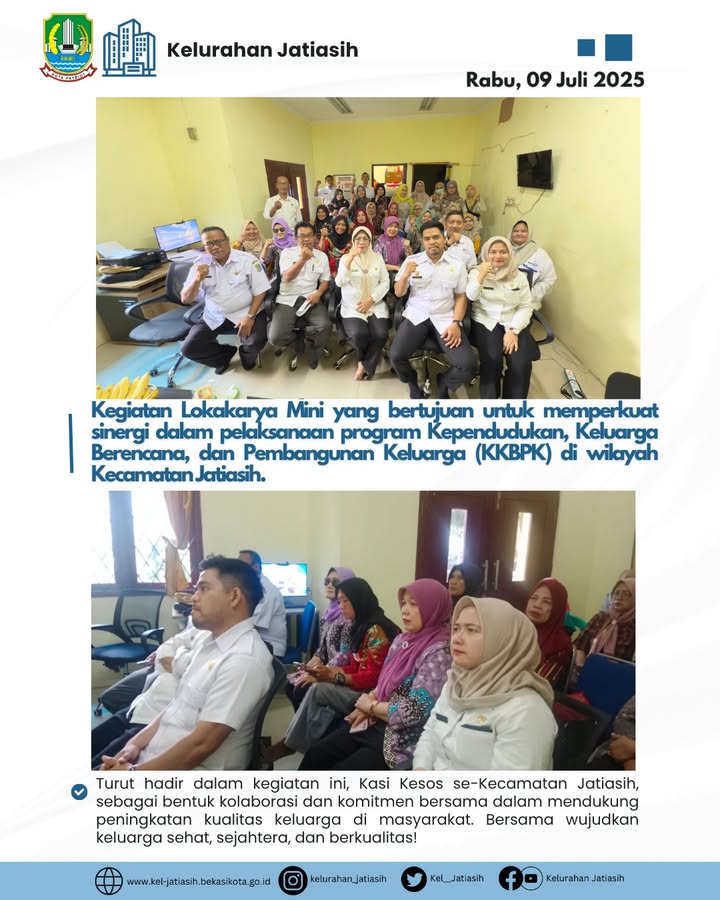 Kelurahan Jatiasih
Rabu, 09 Juli 2025
Kegiatan Lokakarya Mini yang bertujuan untuk memperkuat
sinergi dalam pelaksanaan program Kependudukan, Keluarga
Berencana, dan Pembangunan Keluarga (KKBPK) di wilayah
Kecamatan Jatiasih.
Turut hadir dalam kegiatan ini, Kasi Kesos se-Kecamatan Jatiasih,
sebagai bentuk kolaborasi dan komitmen bersama dalam mendukung
peningkatan kualitas keluarga di masyarakat. Bersama wujudkan
keluarga sehat, sejahtera, dan berkualitas!
www.kel-jatiasih.bekasikota.go.id
kelurahan_jatiasih
Kel__Jatiasih
Kelurahan Jatiasih